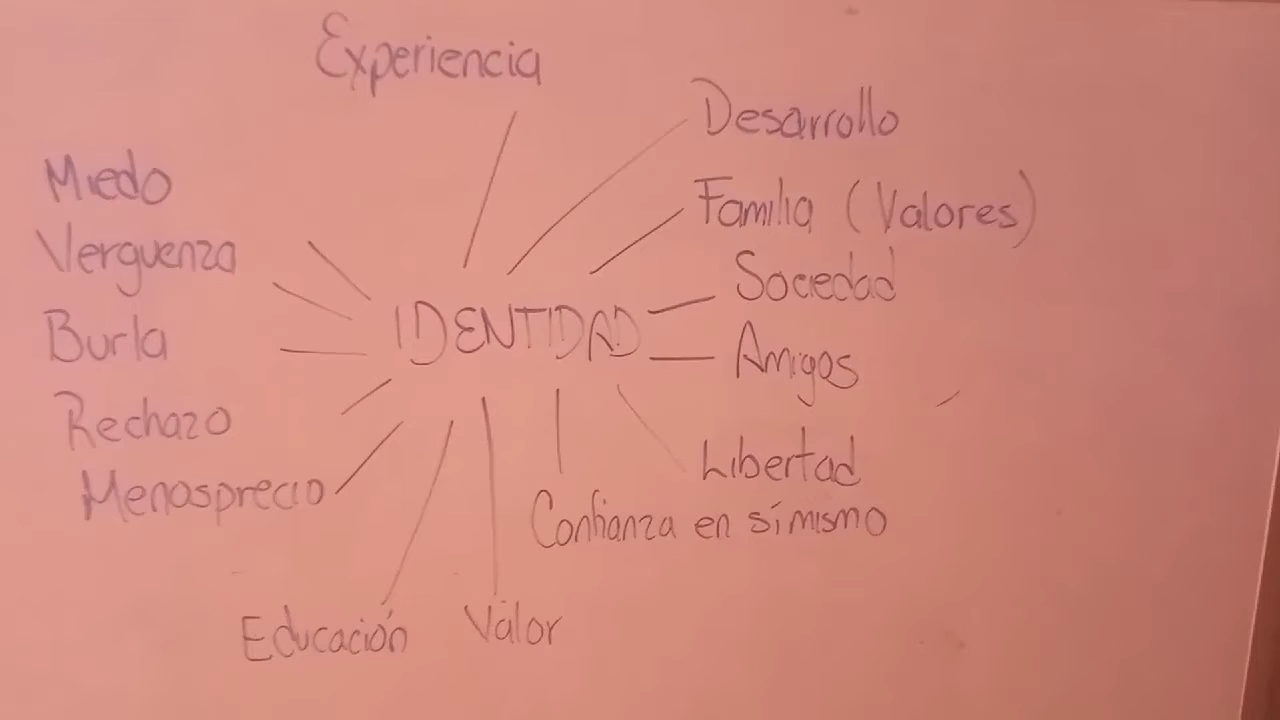 Experiencia
Desarrollo
Miedo
Familia (Valores)
Verguenza
Sociedad
IDENTIDAD
Burla
Amigos
Rechazo
Libertad
Menosprecio
Confianza en sí mismo
Educación
Valor